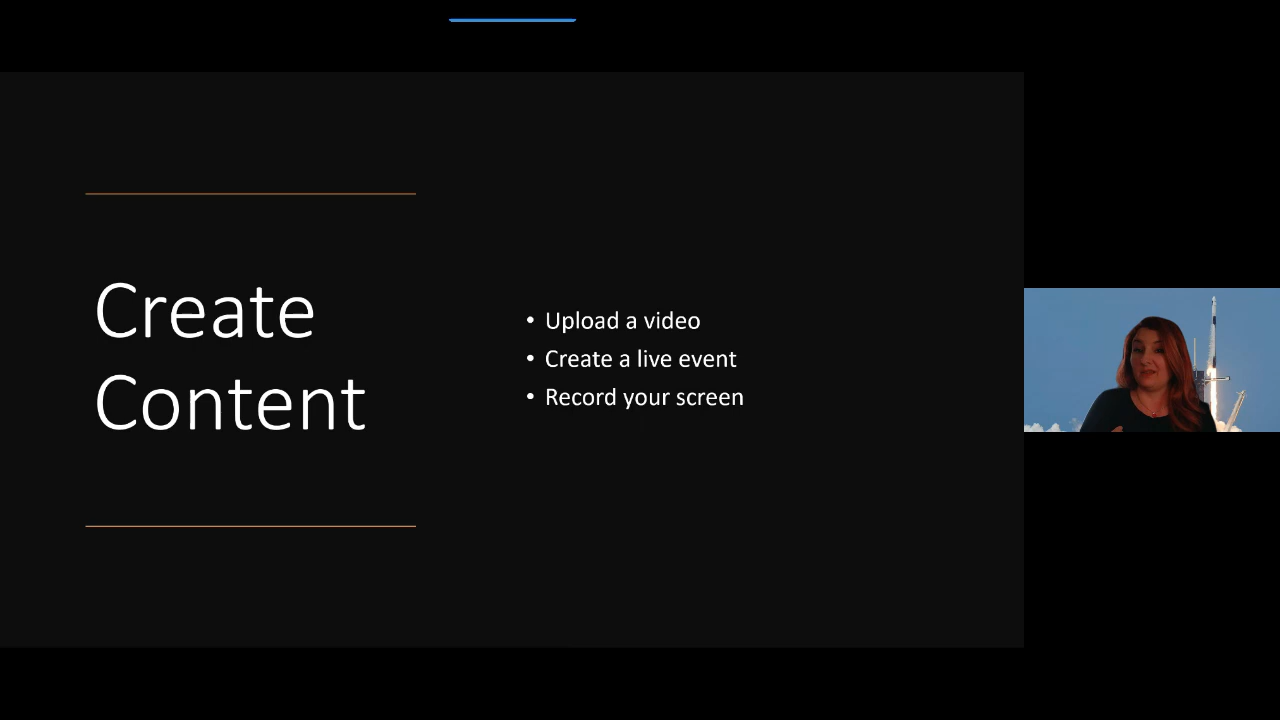 Create
Content
• Upload a video
• Create a live event
• Record your screen